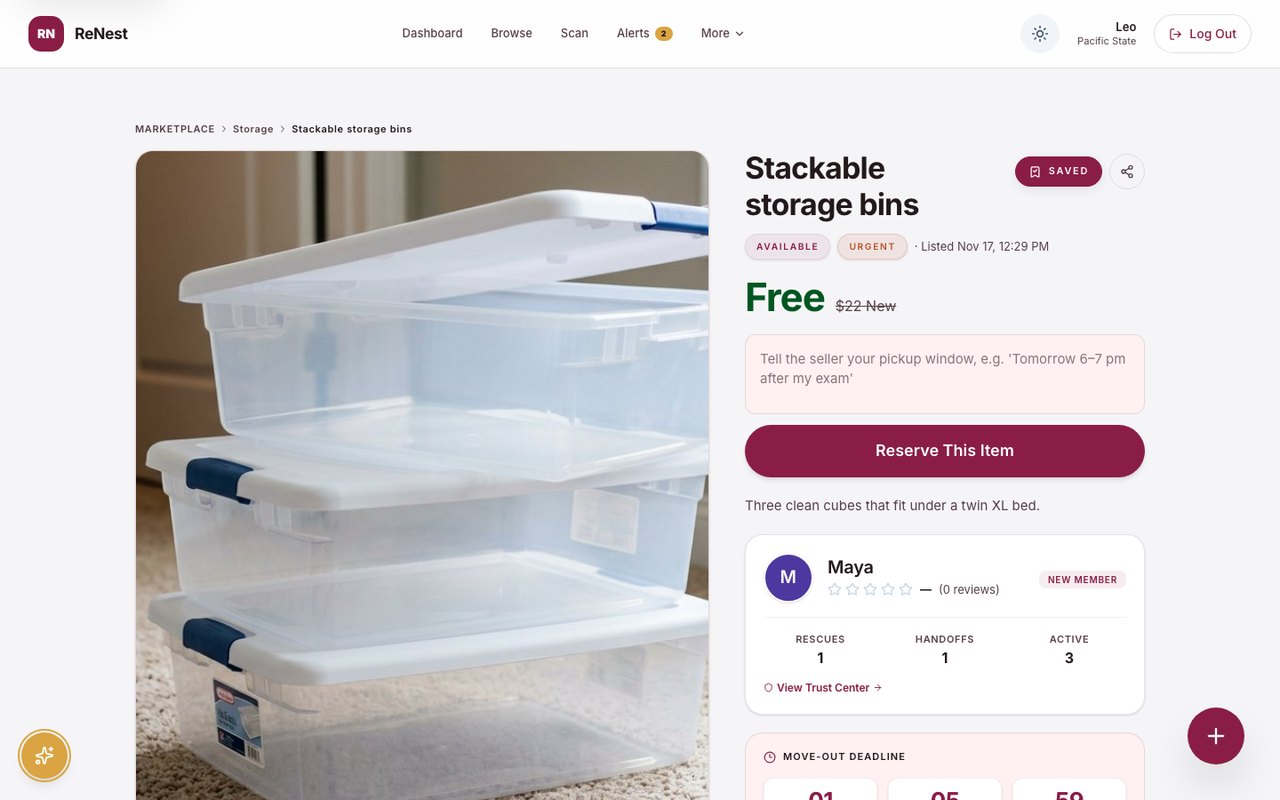 RN ReNest
Dashboard Browse Scan Alerts 2 More
Leo
Pacific State
Log Out
MARKETPLACE > Storage > Stackable storage bins
Stackable
storage bins
SAVED
AVAILABLE URGENT · Listed Nov 17, 12:29 PM
Free $22 New
Tell the seller your pickup window, e.g. 'Tomorrow 6–7 pm
after my exam'
Reserve This Item
Three clean cubes that fit under a twin XL bed.
M Maya
— (0 reviews)
NEW MEMBER
RESCUES HANDOFFS ACTIVE
1 1 3
View Trust Center →
MOVE-OUT DEADLINE
01 05 59